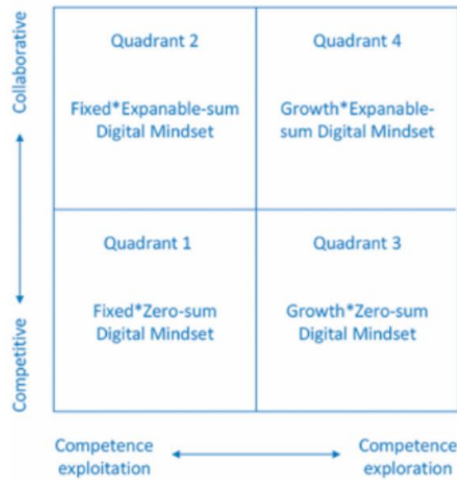 Collaborative
Quadrant 2
Fixed*Expanable-sum
Digital Mindset
Quadrant 4
Growth*Expanable-
sum Digital Mindset
Quadrant 1
Fixed*Zero-sum
Digital Mindset
Quadrant 3
Growth*Zero-sum
Digital Mindset
Competitive
Competence
exploitation
Competence
exploration